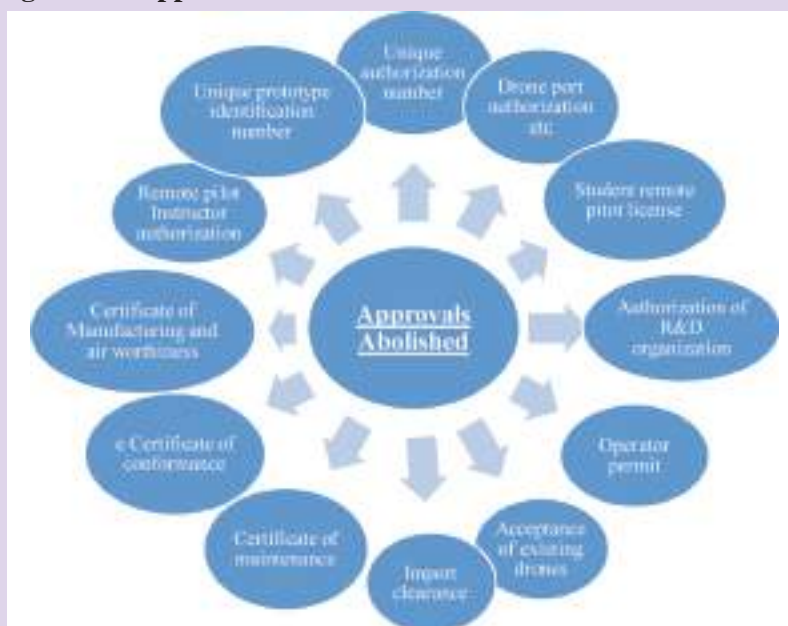 Approvals
Abolished
Unique
authorization
number
Drone port
authorization
etc
Student remote
pilot license
Authorization of
R&D
organization
Operator
permit
Acceptance
of existing
drones
Import
clearance
Certificate of
maintenance
e Certificate of
conformance
Certificate of
Manufacturing and
air worthiness
Remote pilot
Instructor
authorization
Unique prototype
identification
number